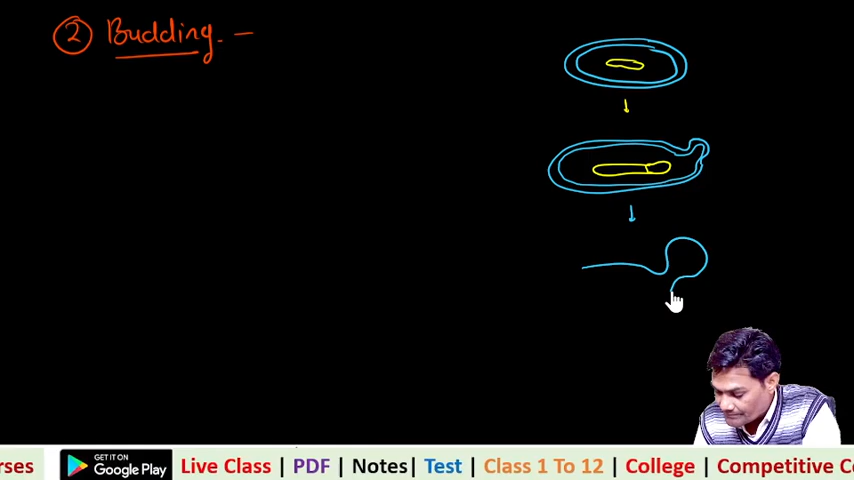 ② Budding. –
rses
GET IT ON
Google Play
Live Class | PDF | Notes| Test | Class 1 To 12 | College | Competitive Co